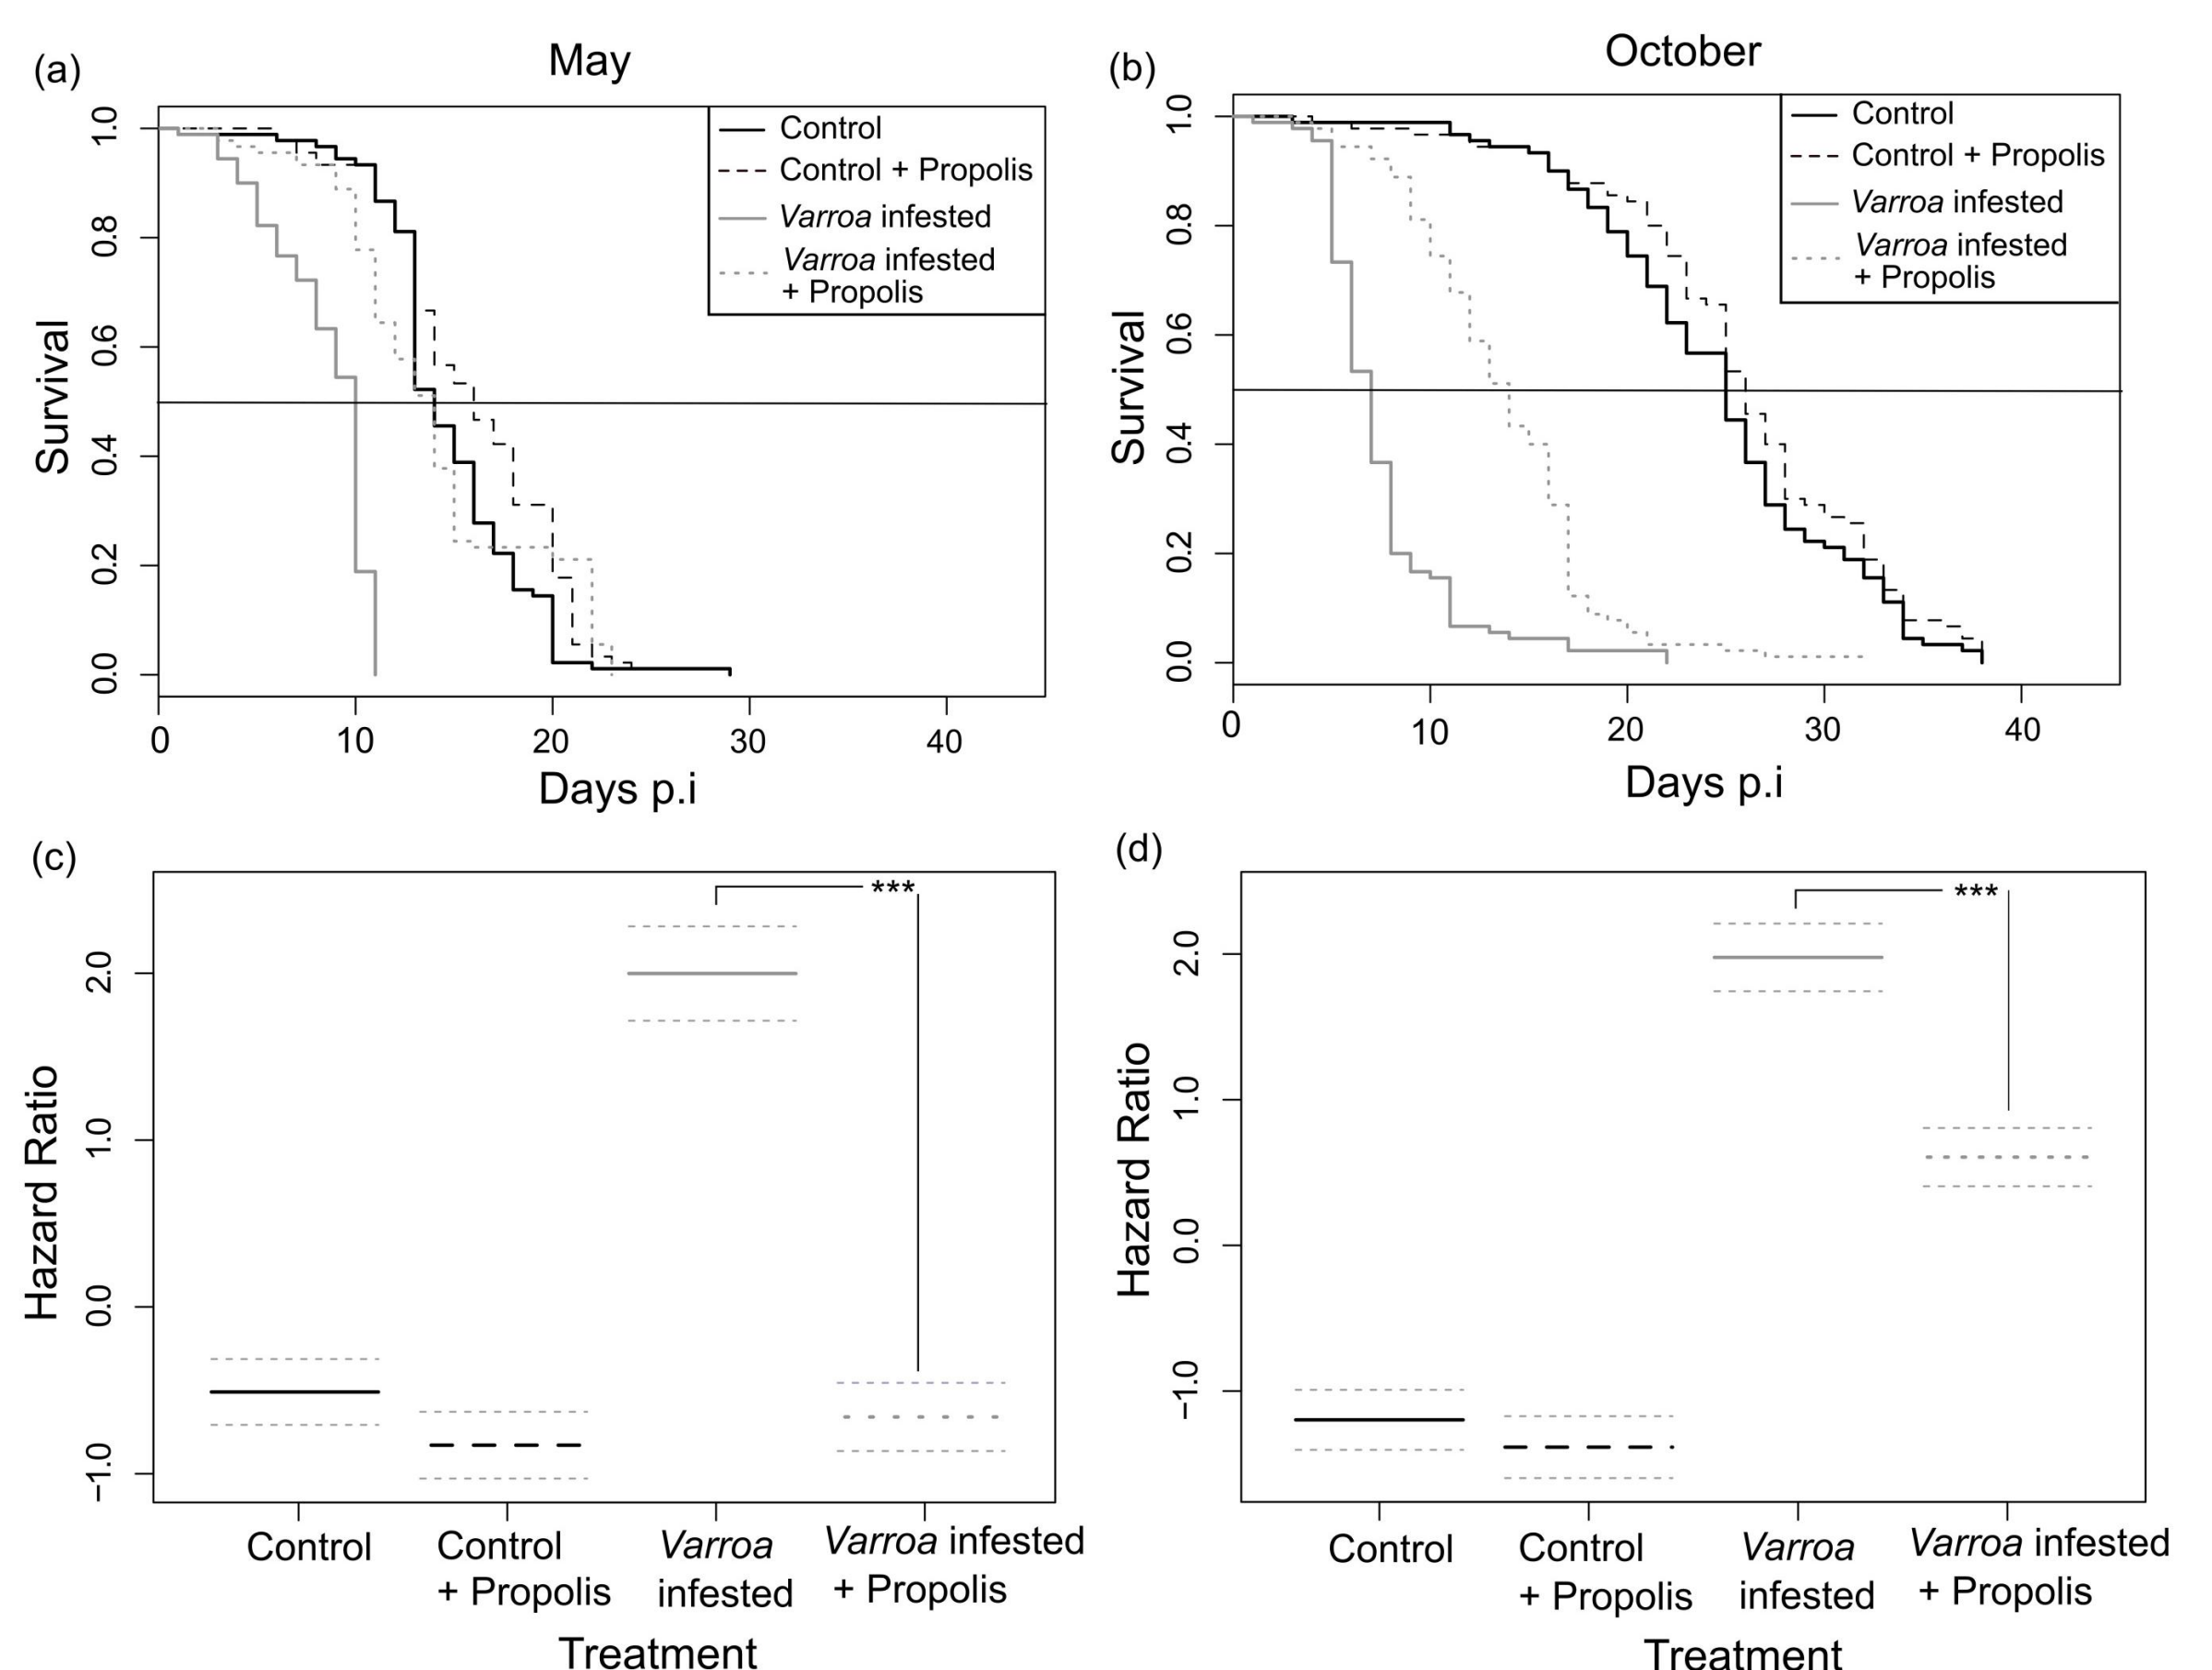 (a)
May
Survival
1.0
0.8
0.6
0.4
0.2
0.0
Control
Control + Propolis
Varroa infested
Varroa infested
+ Propolis
0 10 20 30 40
Days p.i
(b)
October
Survival
1.0
0.8
0.6
0.4
0.2
0.0
Control
Control + Propolis
Varroa infested
Varroa infested
+ Propolis
0 10 20 30 40
Days p.i
(c)
Hazard Ratio
2.0
1.0
0.0
−1.0
***
Control
Control
+ Propolis
Varroa
infested
Varroa infested
+ Propolis
Treatment
(d)
Hazard Ratio
2.0
1.0
0.0
−1.0
***
Control
Control
+ Propolis
Varroa
infested
Varroa infested
+ Propolis
Treatment